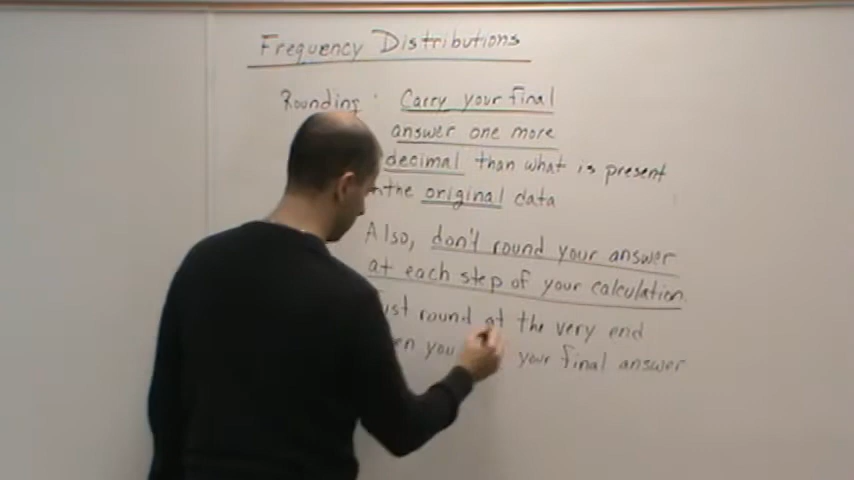 Frequency Distributions
Rounding : Carry your final
answer one more
decimal than what is present
the original data
Also, don't round your answer
at each step of your calculation.
round at the very end
you your final answer